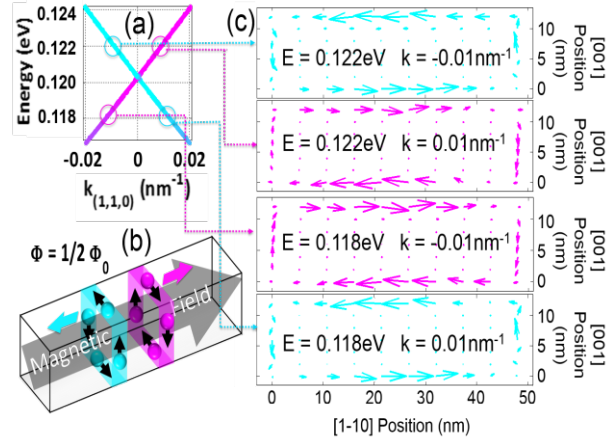 (a)
Energy (eV)
0.124
0.122
0.120
0.118
-0.02 0 02
k(1,1,0) (nm⁻¹)
(b)
Φ = 1/2 Φ₀
Magnetic Field
(c)
E = 0.122eV k = -0.01nm⁻¹
10
5
0
[001]
Position
(nm)
E = 0.122eV k = 0.01nm⁻¹
10
5
0
[001]
Position
(nm)
E = 0.118eV k = -0.01nm⁻¹
10
5
0
[001]
Position
(nm)
E = 0.118eV k = 0.01nm⁻¹
10
5
0
[001]
Position
(nm)
0 10 20 30 40 50
[1-10] Position (nm)